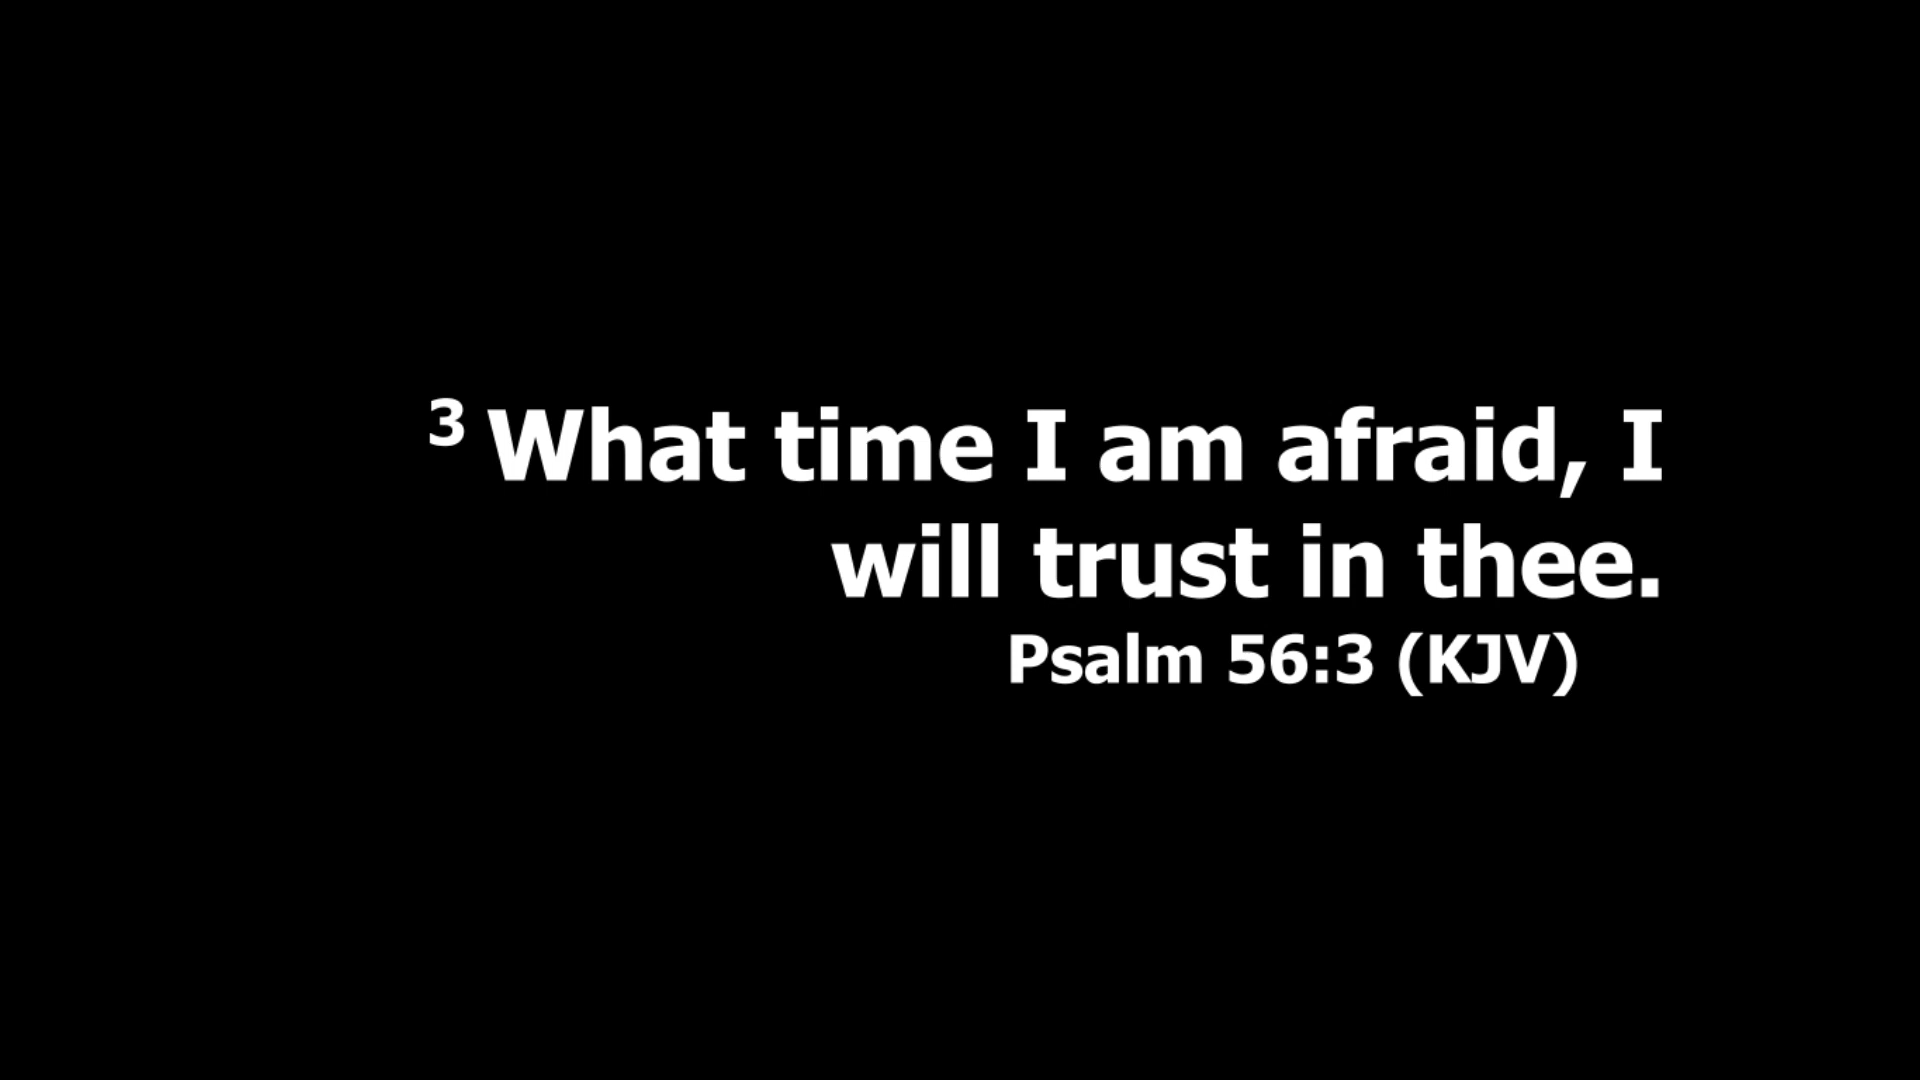 3 What time I am afraid, I
will trust in thee.
Psalm 56:3 (KJV)